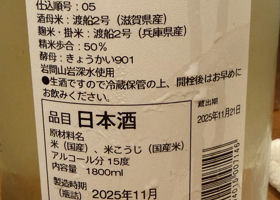 仕込順号：05
酒母米：渡船2号（滋賀県産）
麹米・掛米：渡船2号（兵庫県産）
精米歩合：50％
酵母：きょうかい901
岩間山岩深水使用
●生酒ですので冷蔵保管の上、開栓後はお早めに
お飲みください。
蔵出期
2025年11月21日
品目 日本酒
原材料名
米（国産）、米こうじ（国産米）
アルコール分 15度
内容量 1800ml
製造時期
（瓶詰） 2025年11月